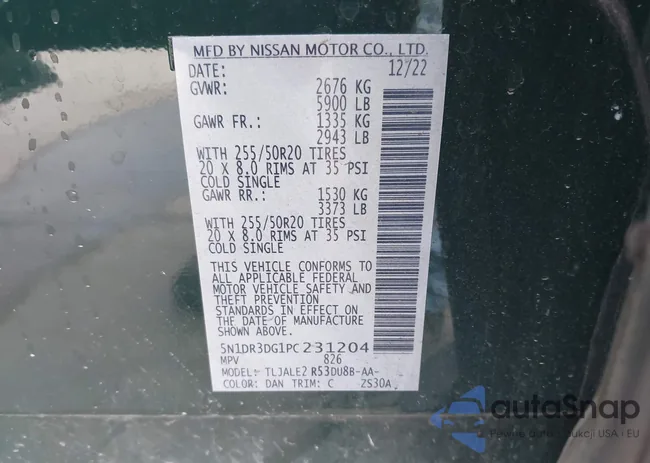 MFD BY NISSAN MOTOR CO., LTD.
DATE: 12/22
GVWR: 2676 KG
5900 LB
GAWR FR.: 1335 KG
2943 LB
WITH 255/50R20 TIRES
20 X 8.0 RIMS AT 35 PSI
COLD SINGLE
GAWR RR.: 1530 KG
3373 LB
WITH 255/50R20 TIRES
20 X 8.0 RIMS AT 35 PSI
COLD SINGLE
THIS VEHICLE CONFORMS TO
ALL APPLICABLE FEDERAL
MOTOR VEHICLE SAFETY AND
THEFT PREVENTION
STANDARDS IN EFFECT ON
THE DATE OF MANUFACTURE
SHOWN ABOVE.
5N1DR3DG1PC231204
MPV 826
MODEL: TLJALE2 R53DU8B-AA-
COLOR: DAN TRIM: C ZS30A
autoSnap
USA i EU